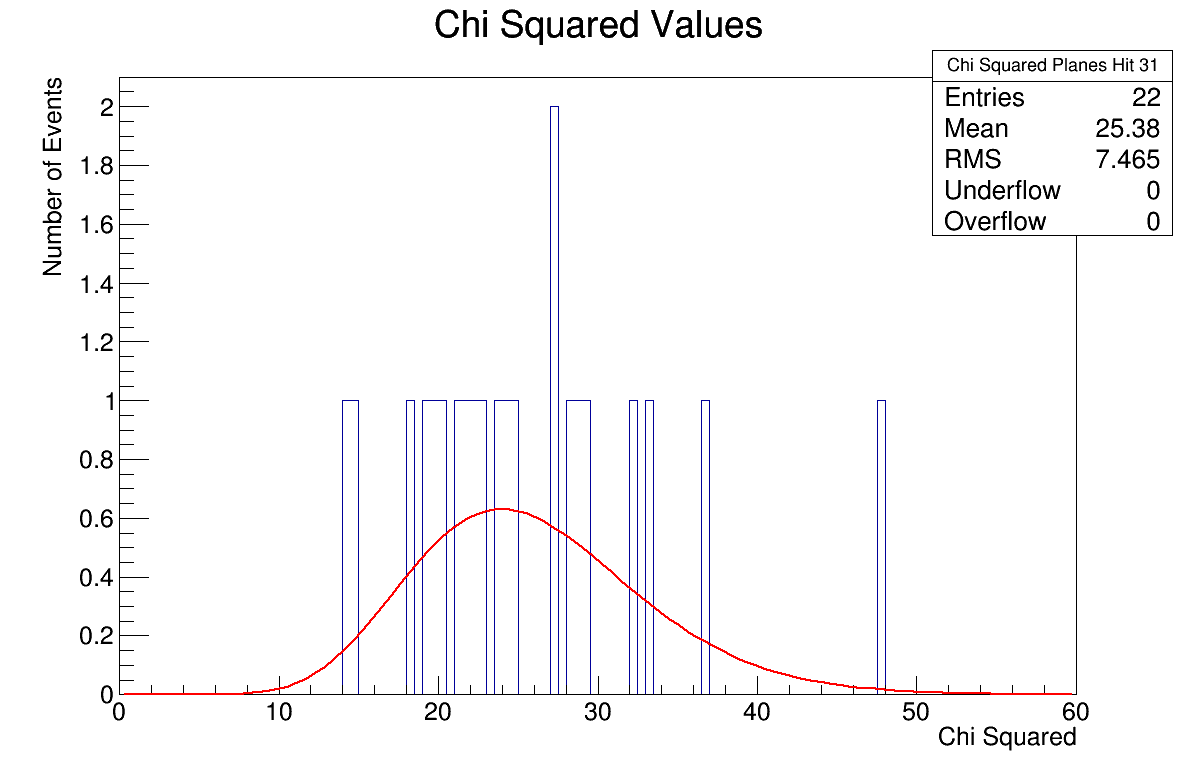 Chi Squared Values
Chi Squared Planes Hit 31
Entries 22
Mean 25.38
RMS 7.465
Underflow 0
Overflow 0
Number of Events
2
1.8
1.6
1.4
1.2
1
0.8
0.6
0.4
0.2
0
0 10 20 30 40 50 60
Chi Squared